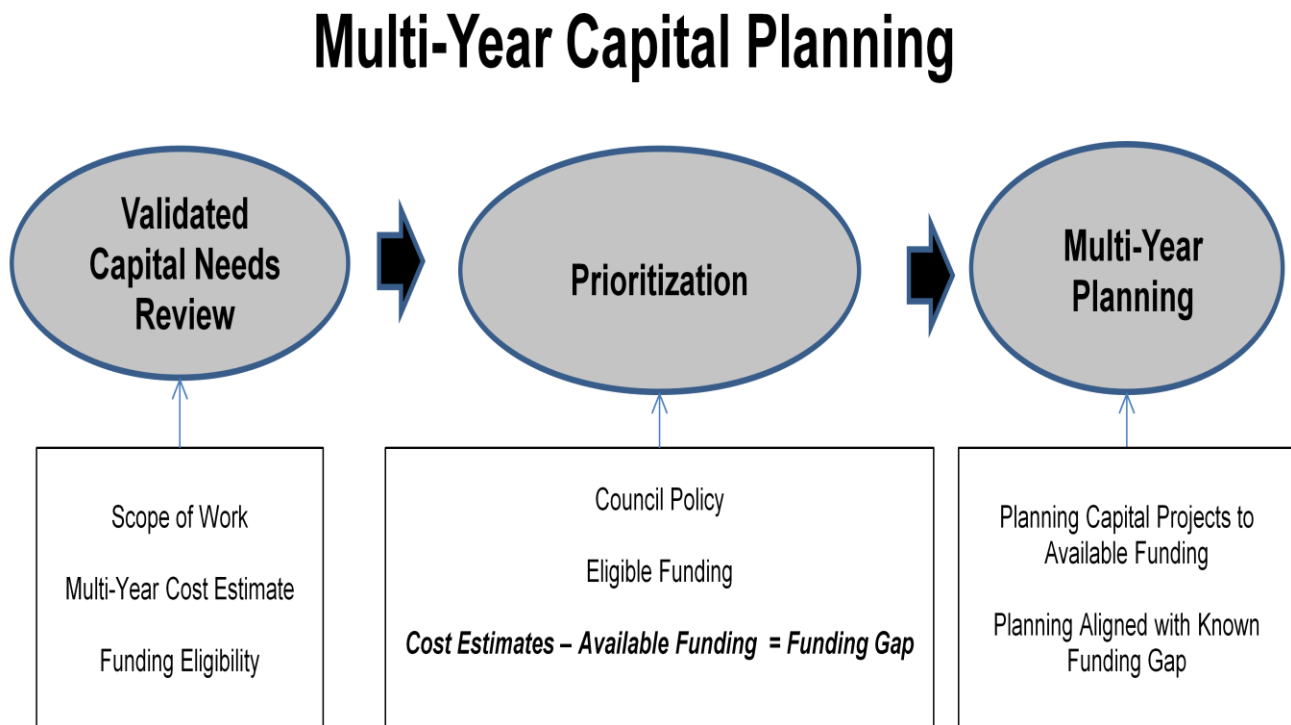 Multi-Year Capital Planning
Validated
Capital Needs
Review
Prioritization
Multi-Year
Planning
Scope of Work
Multi-Year Cost Estimate
Funding Eligibility
Council Policy
Eligible Funding
Cost Estimates – Available Funding = Funding Gap
Planning Capital Projects to
Available Funding
Planning Aligned with Known
Funding Gap